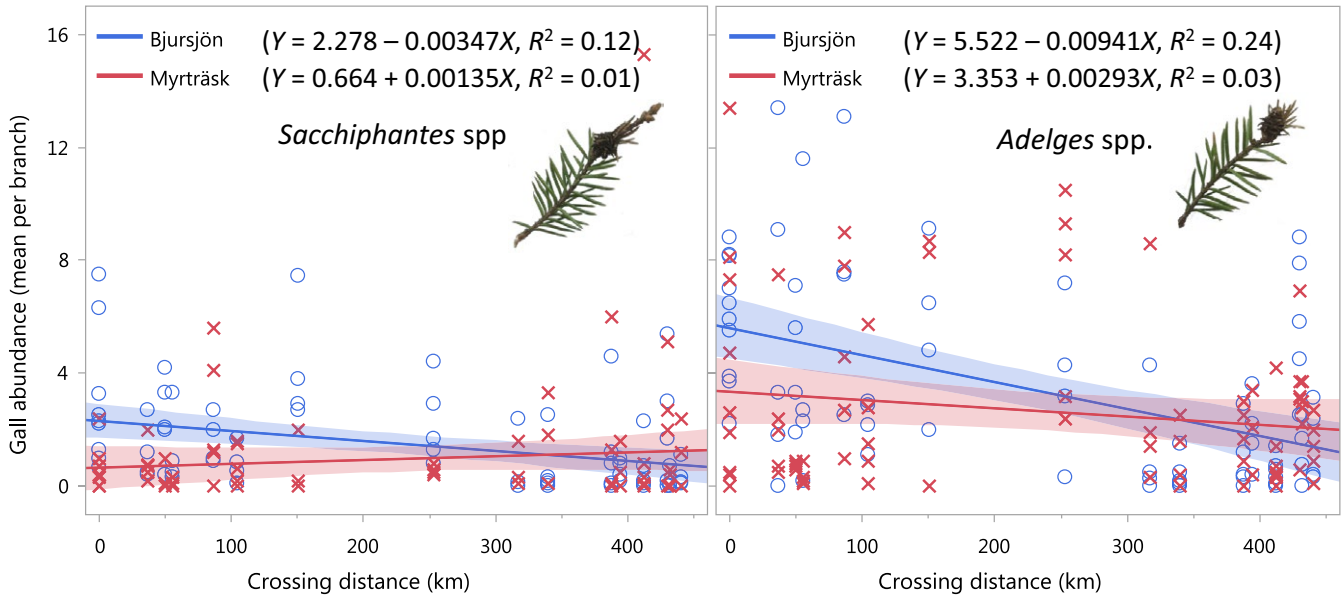 Gall abundance (mean per branch)
16
12
8
4
0
Bjursjön (Y = 2.278 – 0.00347X, R² = 0.12)
Myrträsk (Y = 0.664 + 0.00135X, R² = 0.01)
Sacchiphantes spp
0 100 200 300 400
Crossing distance (km)
Bjursjön (Y = 5.522 – 0.00941X, R² = 0.24)
Myrträsk (Y = 3.353 + 0.00293X, R² = 0.03)
Adelges spp.
0 100 200 300 400
Crossing distance (km)